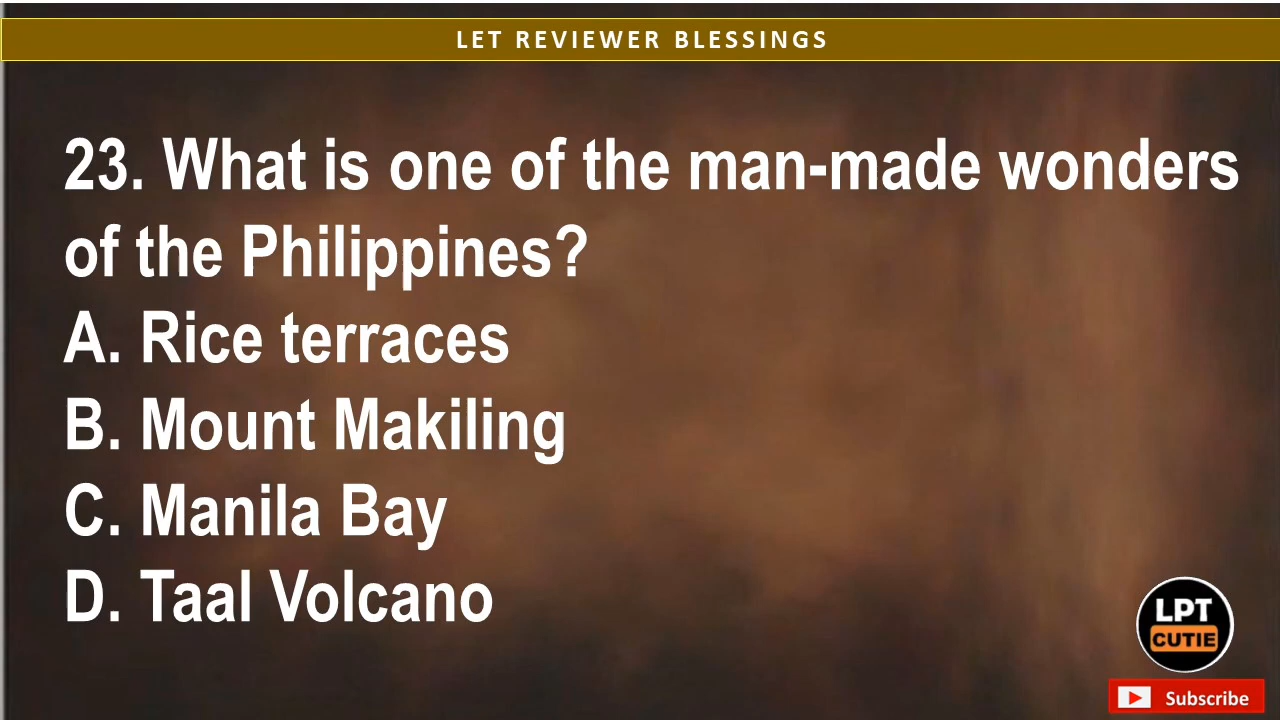 LET REVIEWER BLESSINGS
23. What is one of the man-made wonders
of the Philippines?
A. Rice terraces
B. Mount Makiling
C. Manila Bay
D. Taal Volcano
LPT
CUTIE
Subscribe